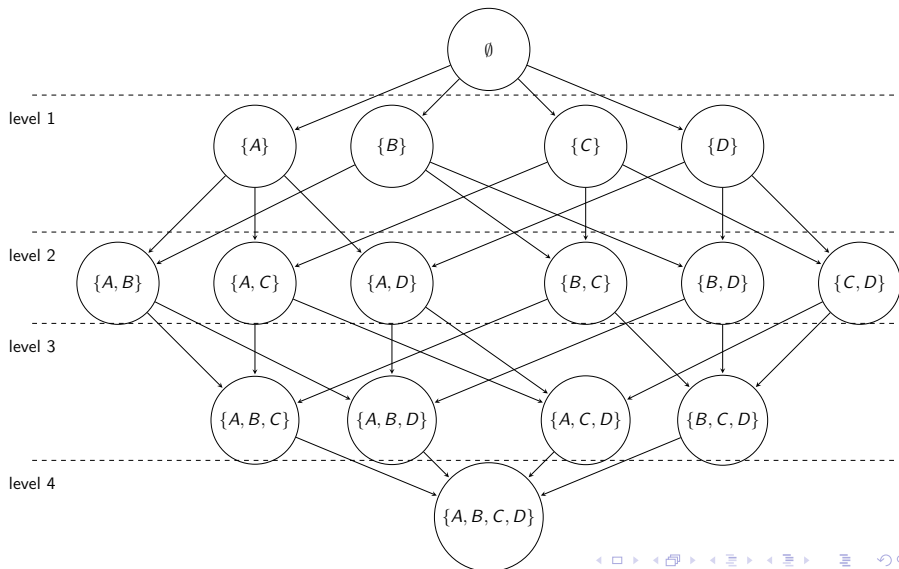 ∅
level 1
{A} {B} {C} {D}
level 2
{A, B} {A, C} {A, D} {B, C} {B, D} {C, D}
level 3
{A, B, C} {A, B, D} {A, C, D} {B, C, D}
level 4
{A, B, C, D}